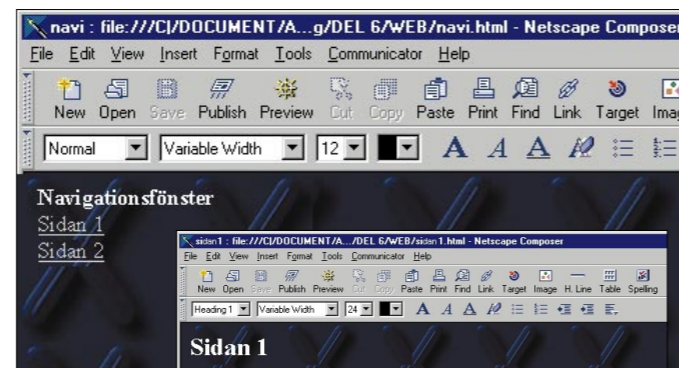 navi : file:///C|/DOCUMENT/A...g/DEL 6/WEB/navi.html - Netscape Composer
File Edit View Insert Format Tools Communicator Help
New Open Save Publish Preview Cut Copy Paste Print Find Link Target Imag
Normal Variable Width 12 A A A
Navigationsfönster
Sidan 1
Sidan 2
sidan1 : file:///C|/DOCUMENT/A.../DEL 6/WEB/sidan1.html - Netscape Composer
File Edit View Insert Format Tools Communicator Help
New Open Save Publish Preview Cut Copy Paste Print Find Link Target Image H. Line Table Spelling
Heading 1 Variable Width 24 A A A
Sidan 1